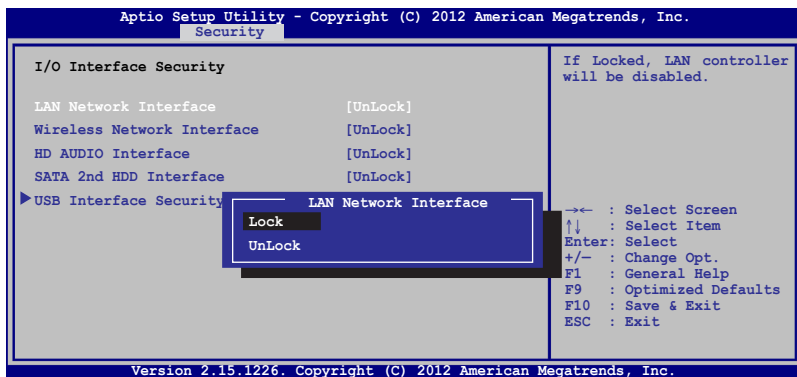 Aptio Setup Utility - Copyright (C) 2012 American Megatrends, Inc.
Security
I/O Interface Security
LAN Network Interface [UnLock]
Wireless Network Interface [UnLock]
HD AUDIO Interface [UnLock]
SATA 2nd HDD Interface [UnLock]
USB Interface Security
LAN Network Interface
Lock
UnLock
If Locked, LAN controller
will be disabled.
→← : Select Screen
↑↓ : Select Item
Enter: Select
+/— : Change Opt.
F1 : General Help
F9 : Optimized Defaults
F10 : Save & Exit
ESC : Exit
Version 2.15.1226. Copyright (C) 2012 American Megatrends, Inc.